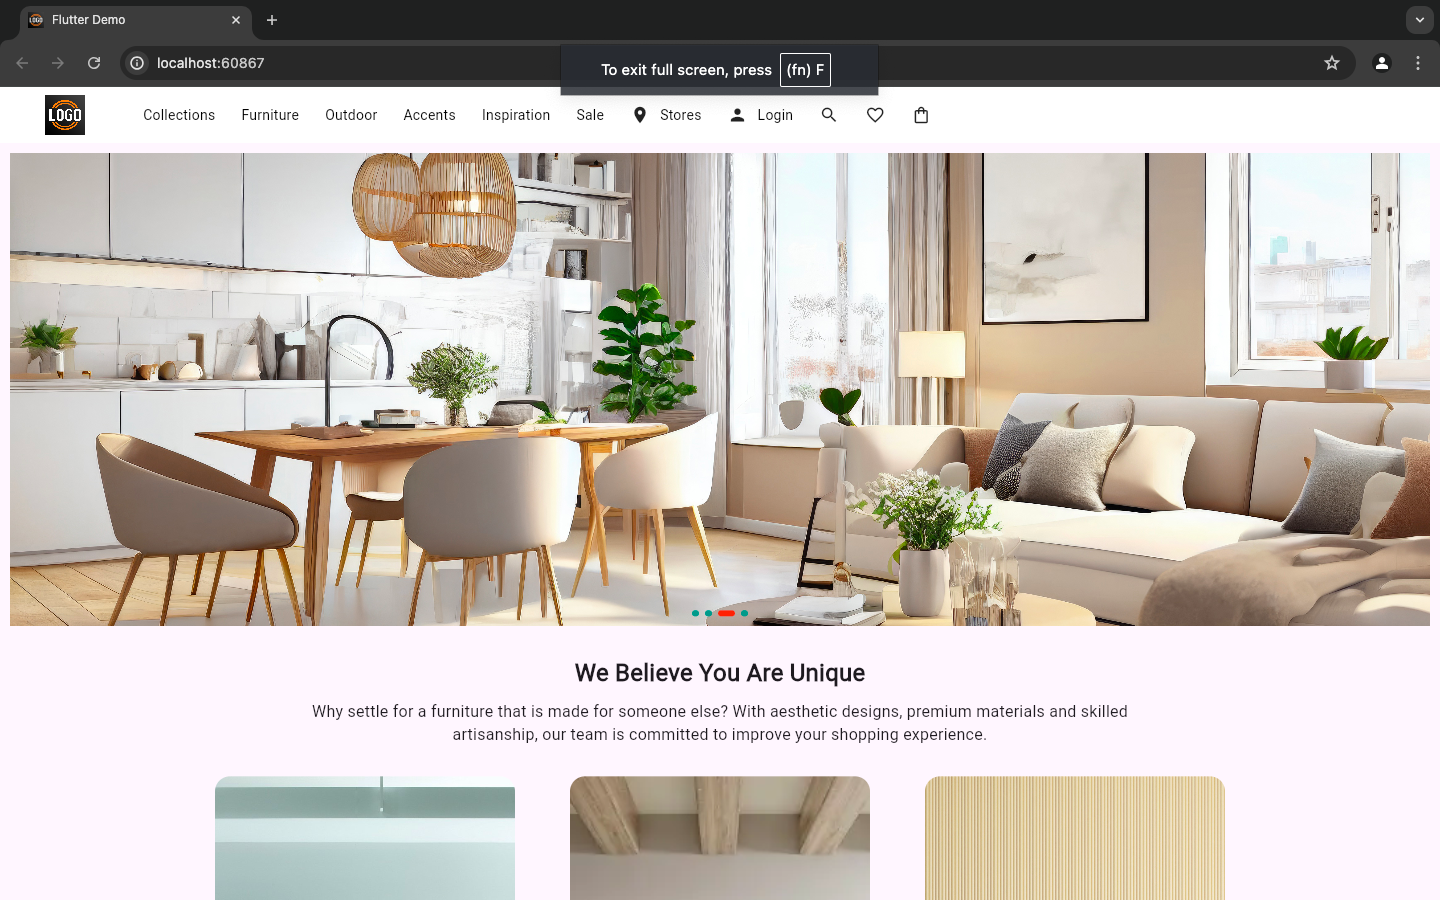 LOGO Flutter Demo
localhost:60867
To exit full screen, press (fn) F
LOGO Collections Furniture Outdoor Accents Inspiration Sale Stores Login
We Believe You Are Unique
Why settle for a furniture that is made for someone else? With aesthetic designs, premium materials and skilled
artisanship, our team is committed to improve your shopping experience.